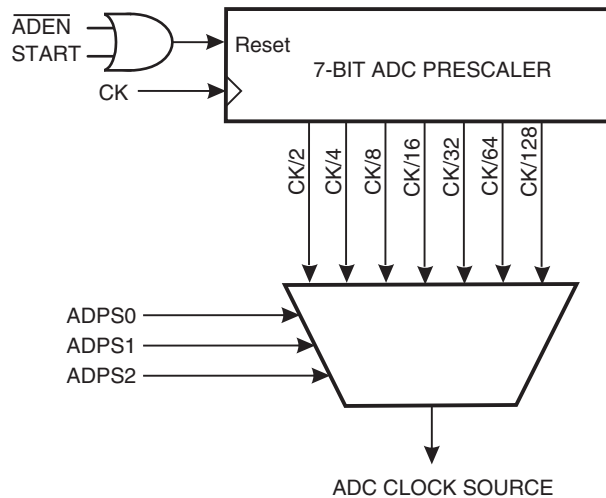 ADEN
START
Reset
7-BIT ADC PRESCALER
CK
CK/2
CK/4
CK/8
CK/16
CK/32
CK/64
CK/128
ADPS0
ADPS1
ADPS2
ADC CLOCK SOURCE